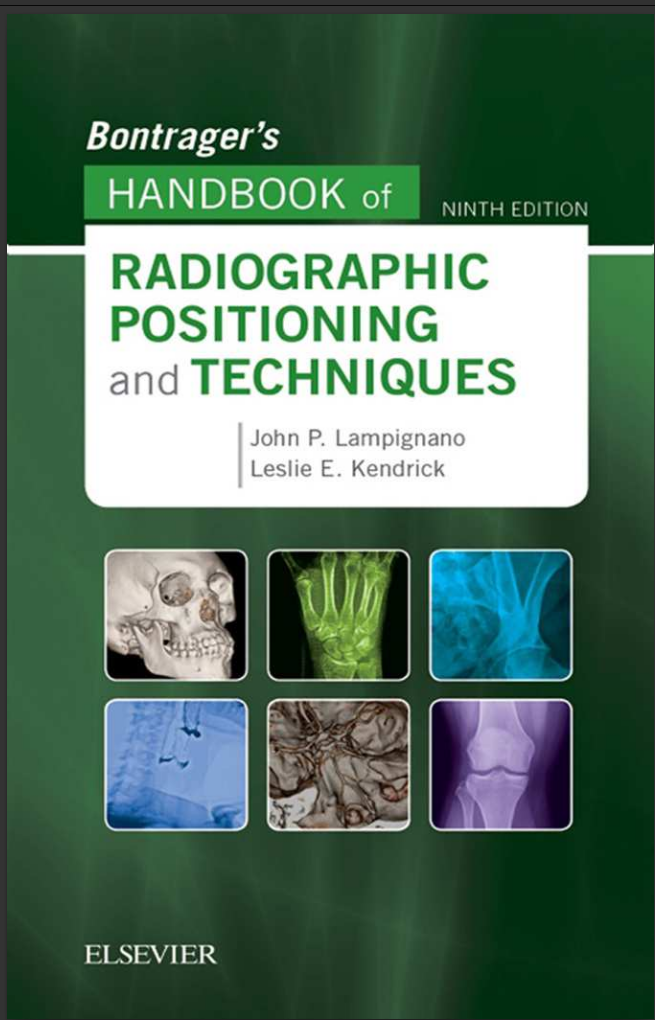 Bontrager's
HANDBOOK of
NINTH EDITION
RADIOGRAPHIC
POSITIONING
and TECHNIQUES
John P. Lampignano
Leslie E. Kendrick
ELSEVIER